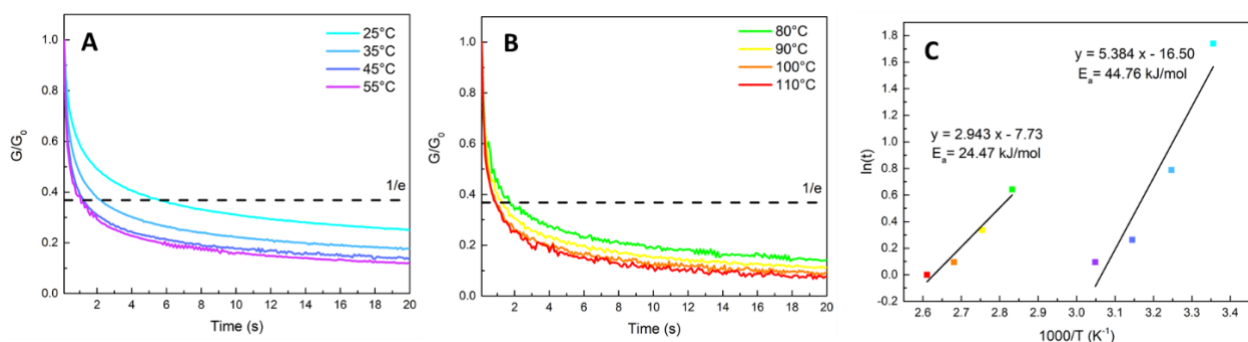 A
25°C
35°C
45°C
55°C
1/e
G/G₀
1.0
0.8
0.6
0.4
0.2
0.0
2 4 6 8 10 12 14 16 18 20
Time (s)
B
80°C
90°C
100°C
110°C
1/e
G/G₀
1.0
0.8
0.6
0.4
0.2
0.0
2 4 6 8 10 12 14 16 18 20
Time (s)
C
y = 5.384 x - 16.50
Eₐ= 44.76 kJ/mol
y = 2.943 x - 7.73
Eₐ= 24.47 kJ/mol
ln(t)
1.8
1.6
1.4
1.2
1.0
0.8
0.6
0.4
0.2
0.0
-0.2
2.6 2.7 2.8 2.9 3.0 3.1 3.2 3.3 3.4
1000/T (K⁻¹)